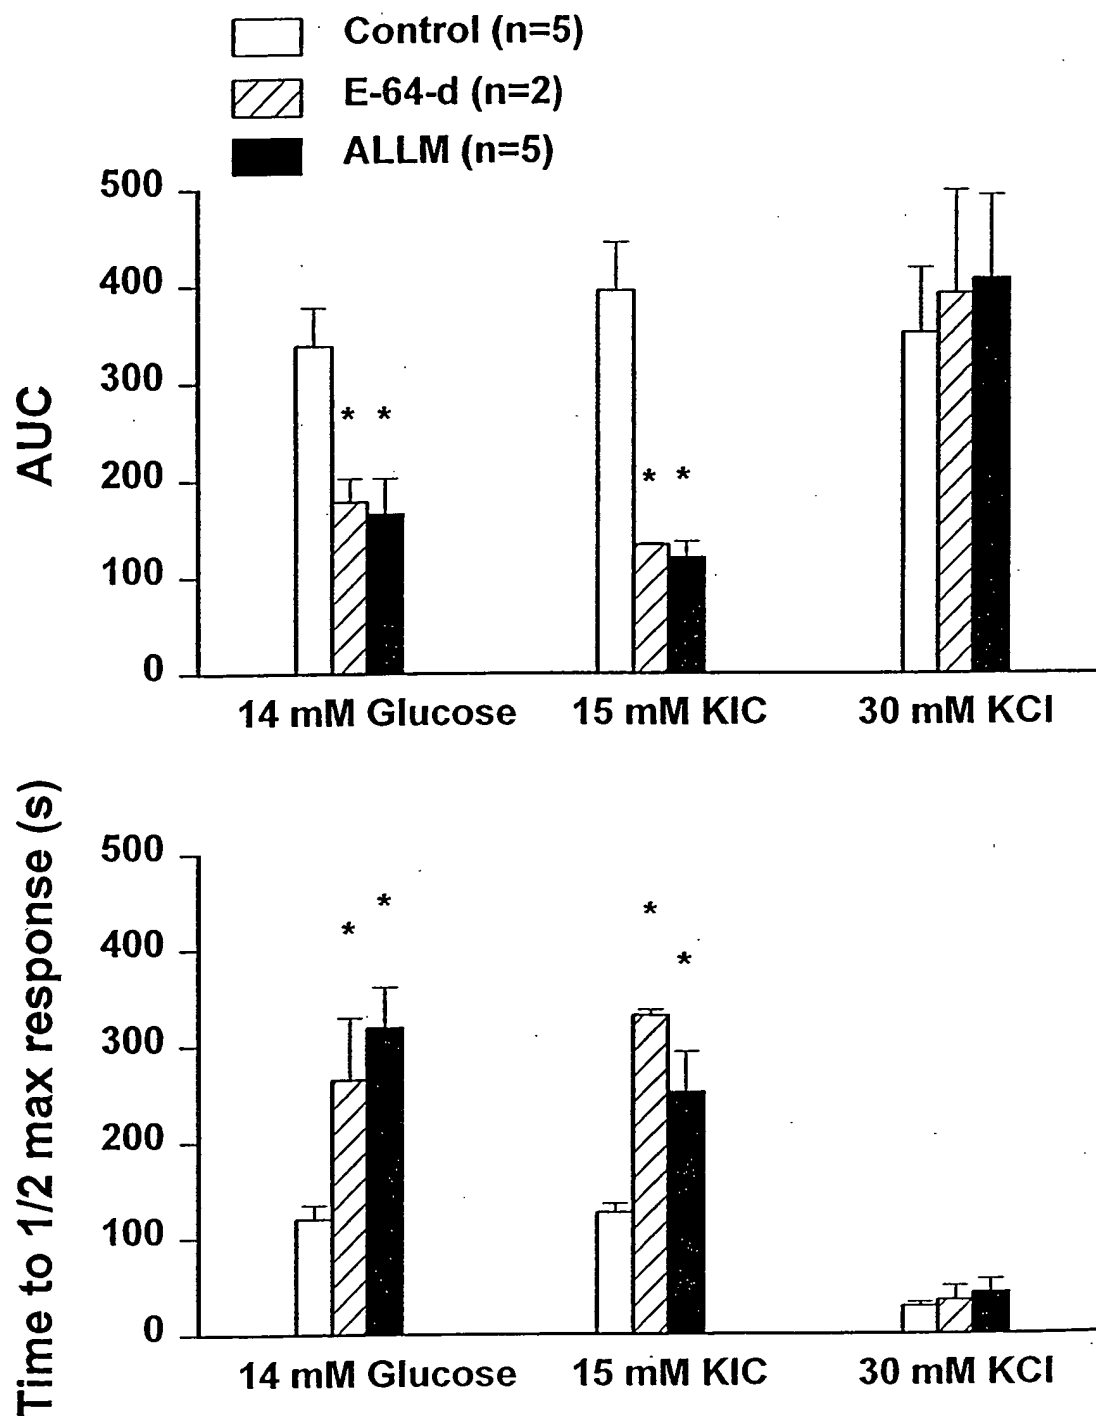 Control (n=5)
E-64-d (n=2)
ALLM (n=5)
500
400
300
200
100
0
AUC
* *
* *
14 mM Glucose 15 mM KIC 30 mM KCl
500
400
300
200
100
0
Time to 1/2 max response (s)
* *
* *
14 mM Glucose 15 mM KIC 30 mM KCl